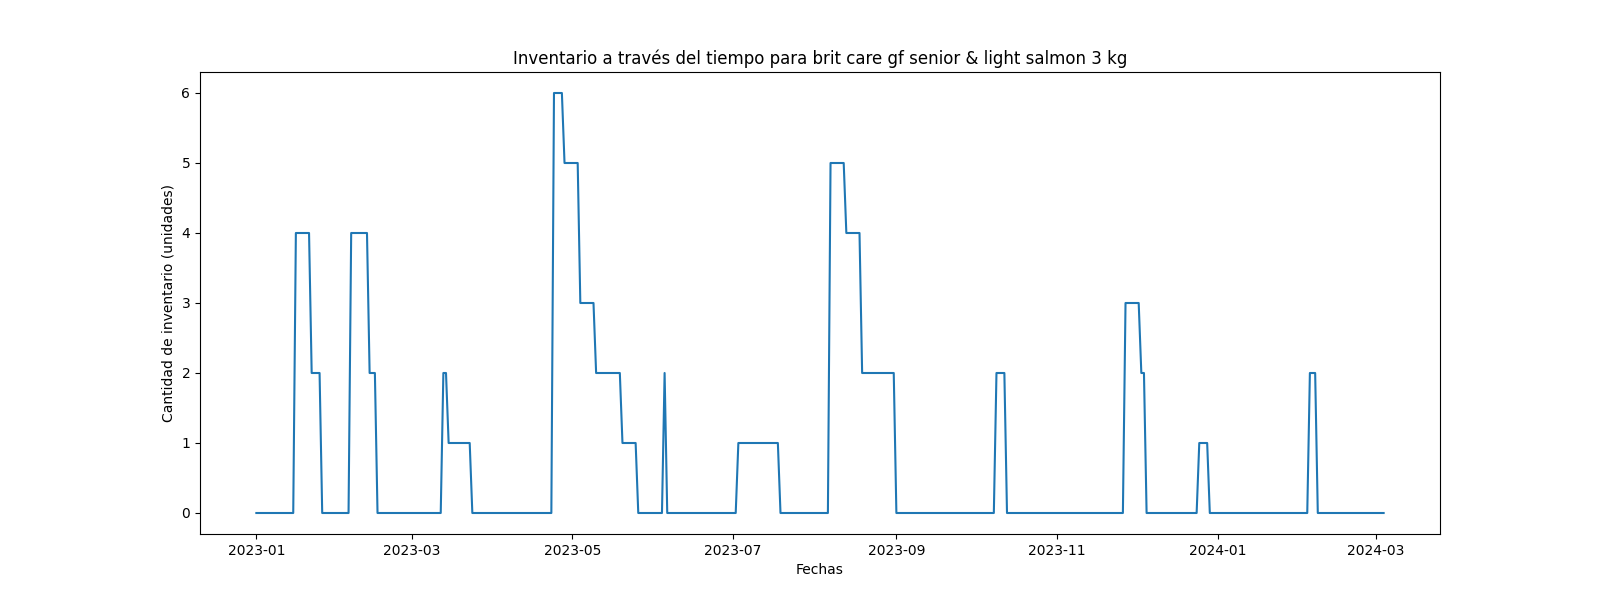 Inventario a través del tiempo para brit care gf senior & light salmon 3 kg
Cantidad de inventario (unidades)
6
5
4
3
2
1
0
2023-01 2023-03 2023-05 2023-07 2023-09 2023-11 2024-01 2024-03
Fechas